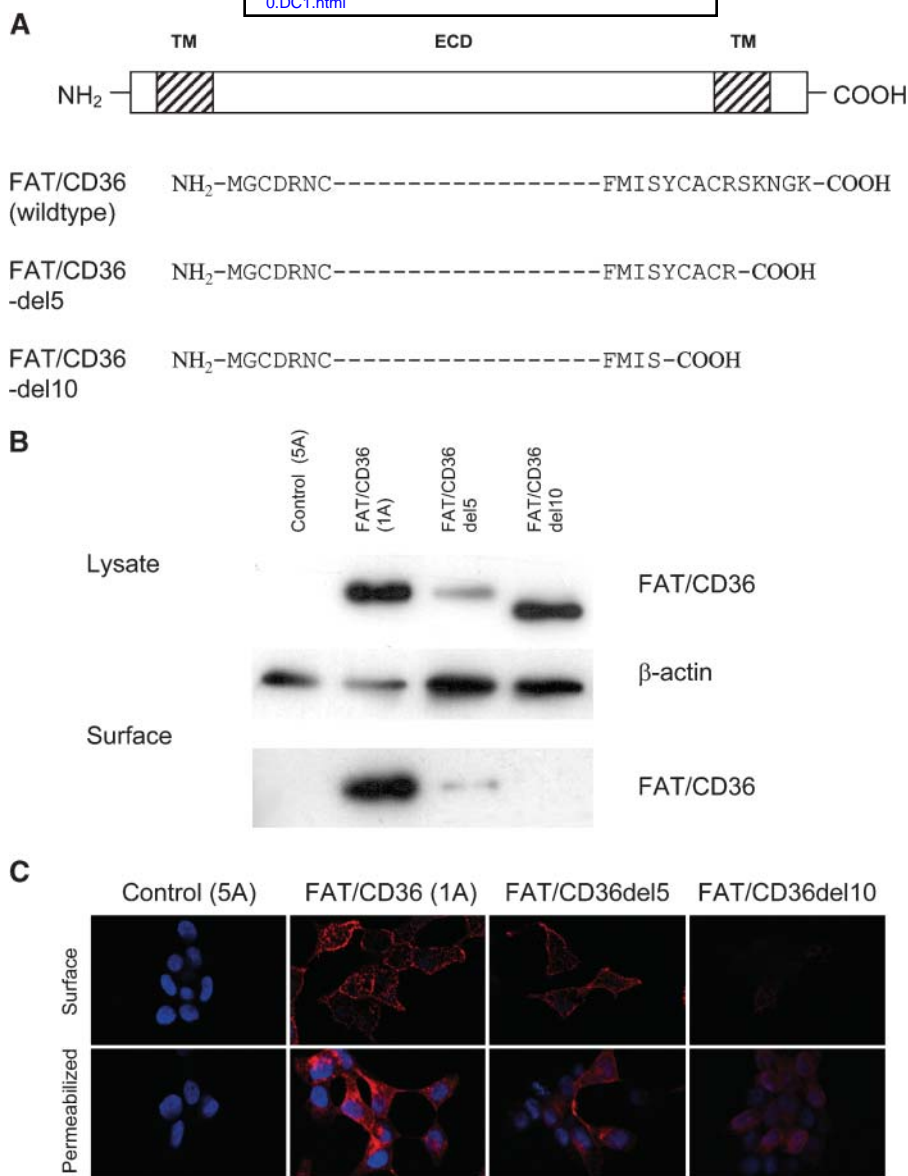 0.DC1.html
A
TM ECD TM
NH2 COOH
FAT/CD36 (wildtype) NH2-MGCDRNC------------------FMISYCACRSKNGK-COOH
FAT/CD36 -del5 NH2-MGCDRNC------------------FMISYCACR-COOH
FAT/CD36 -del10 NH2-MGCDRNC------------------FMIS-COOH
B
Control (5A)
FAT/CD36 (1A)
FAT/CD36 del5
FAT/CD36 del10
Lysate
FAT/CD36
β-actin
Surface
FAT/CD36
C
Control (5A) FAT/CD36 (1A) FAT/CD36del5 FAT/CD36del10
Surface
Permeabilized